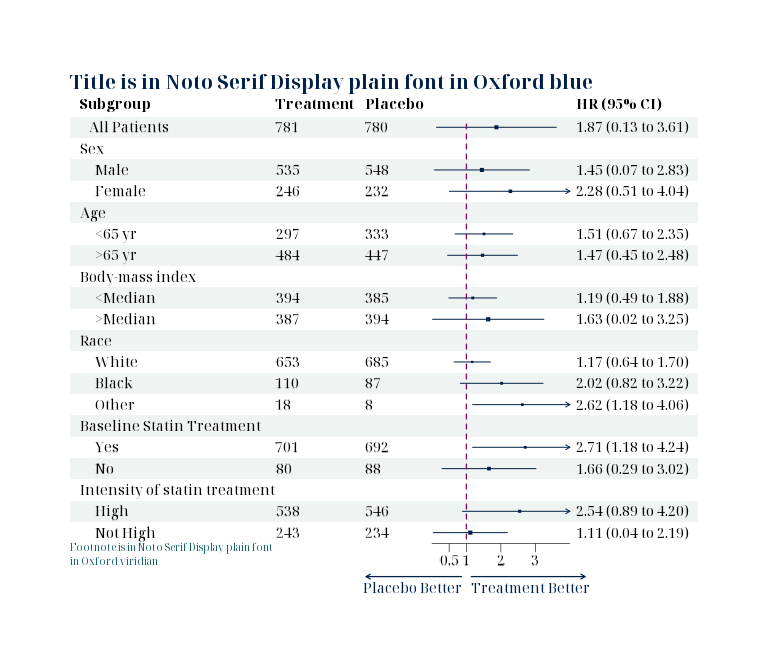 Title is in Noto Serif Display plain font in Oxford blue
Subgroup Treatment Placebo HR (95% CI)
All Patients 781 780 1.87 (0.13 to 3.61)
Sex
Male 535 548 1.45 (0.07 to 2.83)
Female 246 232 2.28 (0.51 to 4.04)
Age
<65 yr 297 333 1.51 (0.67 to 2.35)
>65 yr 484 447 1.47 (0.45 to 2.48)
Body-mass index
<Median 394 385 1.19 (0.49 to 1.88)
>Median 387 394 1.63 (0.02 to 3.25)
Race
White 653 685 1.17 (0.64 to 1.70)
Black 110 87 2.02 (0.82 to 3.22)
Other 18 8 2.62 (1.18 to 4.06)
Baseline Statin Treatment
Yes 701 692 2.71 (1.18 to 4.24)
No 80 88 1.66 (0.29 to 3.02)
Intensity of statin treatment
High 538 546 2.54 (0.89 to 4.20)
Not High 243 234 1.11 (0.04 to 2.19)
Footnote is in Noto Serif Display plain font
in Oxford viridian
0.5 1 2 3
Placebo Better Treatment Better